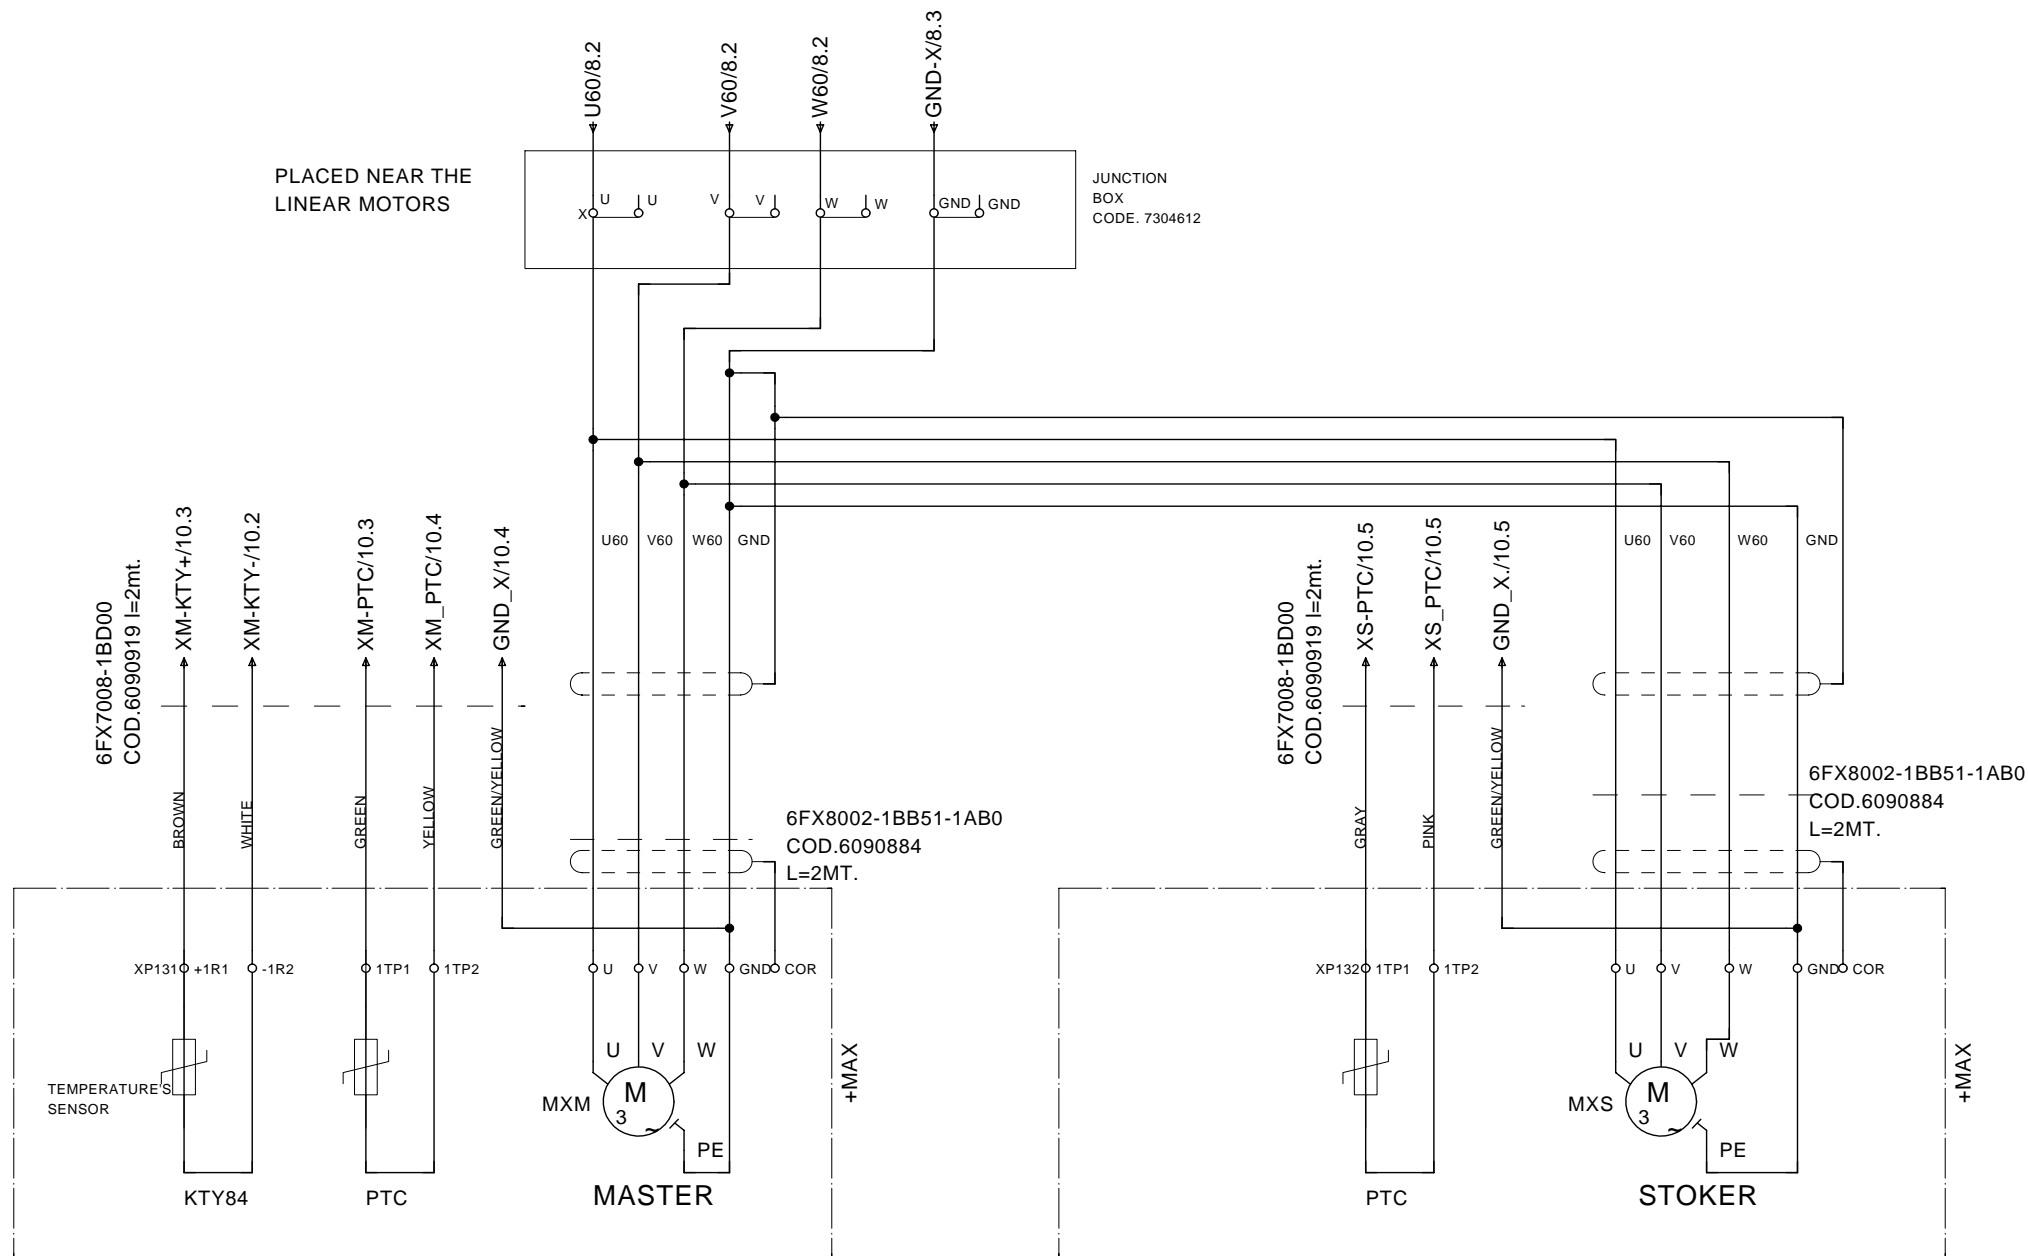 U60/8.2
V60/8.2
W60/8.2
GND-X/8.3
PLACED NEAR THE
LINEAR MOTORS
X
U
U
V
V
W
W
GND
GND
JUNCTION
BOX
CODE. 7304612
6FX7008-1BD00
COD.6090919 l=2mt.
XM-KTY+/10.3
XM-KTY-/10.2
XM-PTC/10.3
XM_PTC/10.4
GND_X/10.4
U60
V60
W60
GND
6FX7008-1BD00
COD.6090919 l=2mt.
XS-PTC/10.5
XS_PTC/10.5
GND_X./10.5
U60
V60
W60
GND
BROWN
WHITE
GREEN
YELLOW
GREEN/YELLOW
6FX8002-1BB51-1AB0
COD.6090884
L=2MT.
GRAY
PINK
GREEN/YELLOW
6FX8002-1BB51-1AB0
COD.6090884
L=2MT.
XP131
+1R1
-1R2
1TP1
1TP2
U
V
W
GND
COR
XP132
1TP1
1TP2
U
V
W
GND
COR
TEMPERATURE'S
SENSOR
U
V
W
MXM
M
3
~
PE
+MAX
U
V
W
MXS
M
3
~
PE
+MAX
KTY84
PTC
MASTER
PTC
STOKER